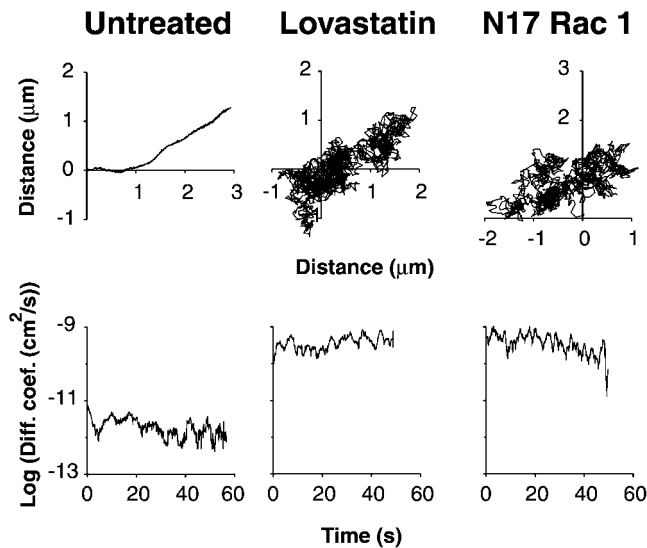 Untreated Lovastatin N17 Rac 1
Distance (μm)
2
1
0
-1
1 2 3
2
1
-1
1 2
1
3
2
-2 -1 0 1
Distance (μm)
Log (Diff. coef. (cm²/s)
-9
-11
-13
0 20 40 60
0 20 40 60
0 20 40 60
Time (s)